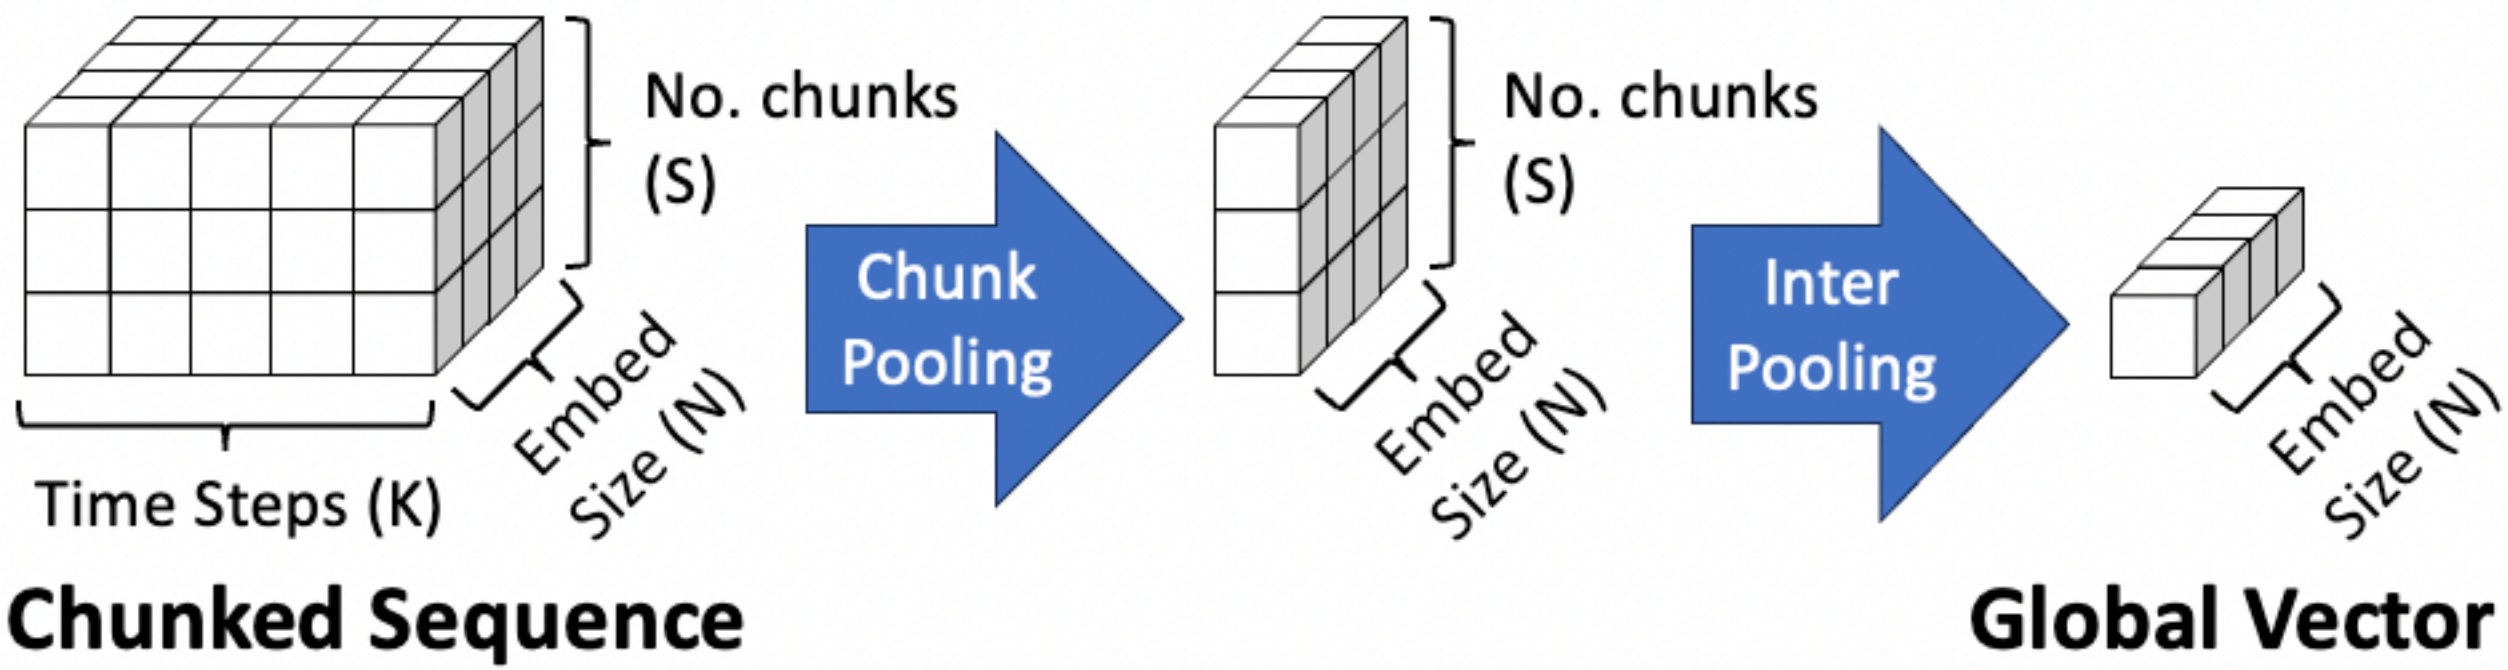 No. chunks
(S)
Embed
Size (N)
Time Steps (K)
Chunked Sequence
Chunk
Pooling
No. chunks
(S)
Embed
Size (N)
Inter
Pooling
Embed
Size (N)
Global Vector